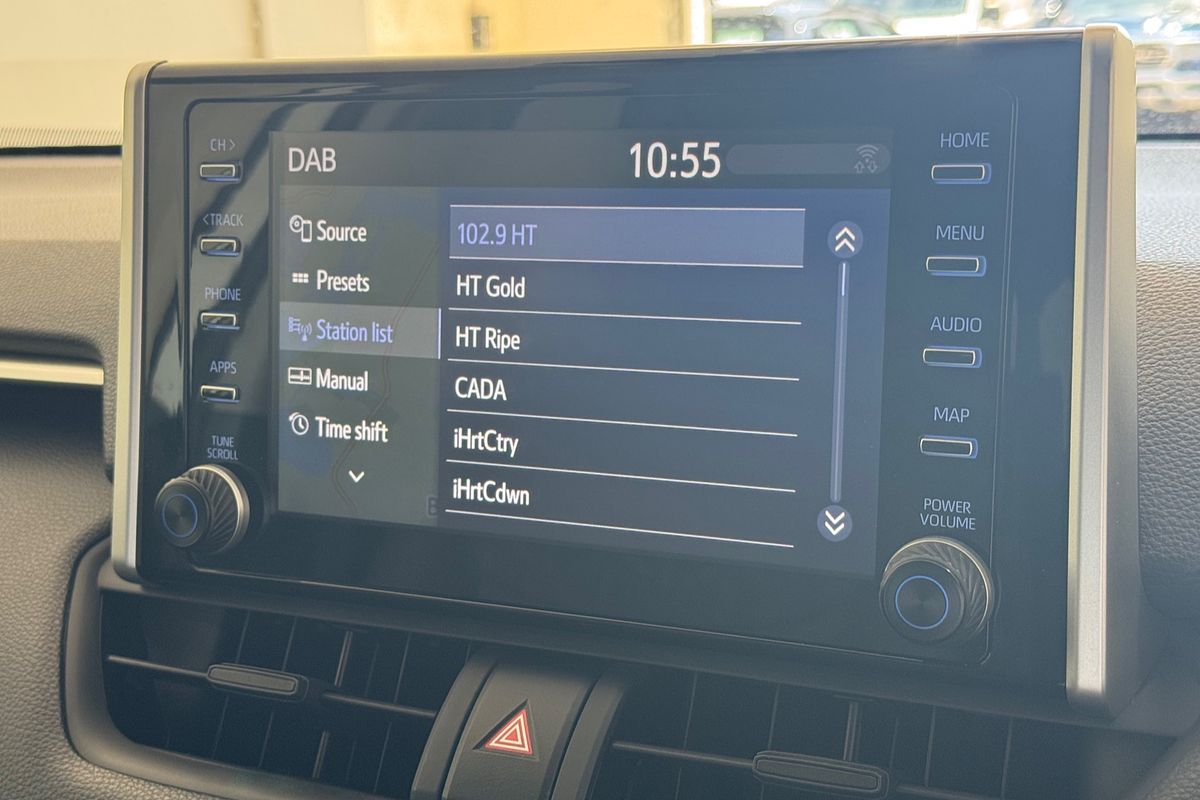 CH >
< TRACK
PHONE
APPS
TUNE
SCROLL
DAB
10:55
Source
Presets
Station list
Manual
Time shift
102.9 HT
HT Gold
HT Ripe
CADA
iHrtCtry
iHrtCdwn
HOME
MENU
AUDIO
MAP
POWER
VOLUME